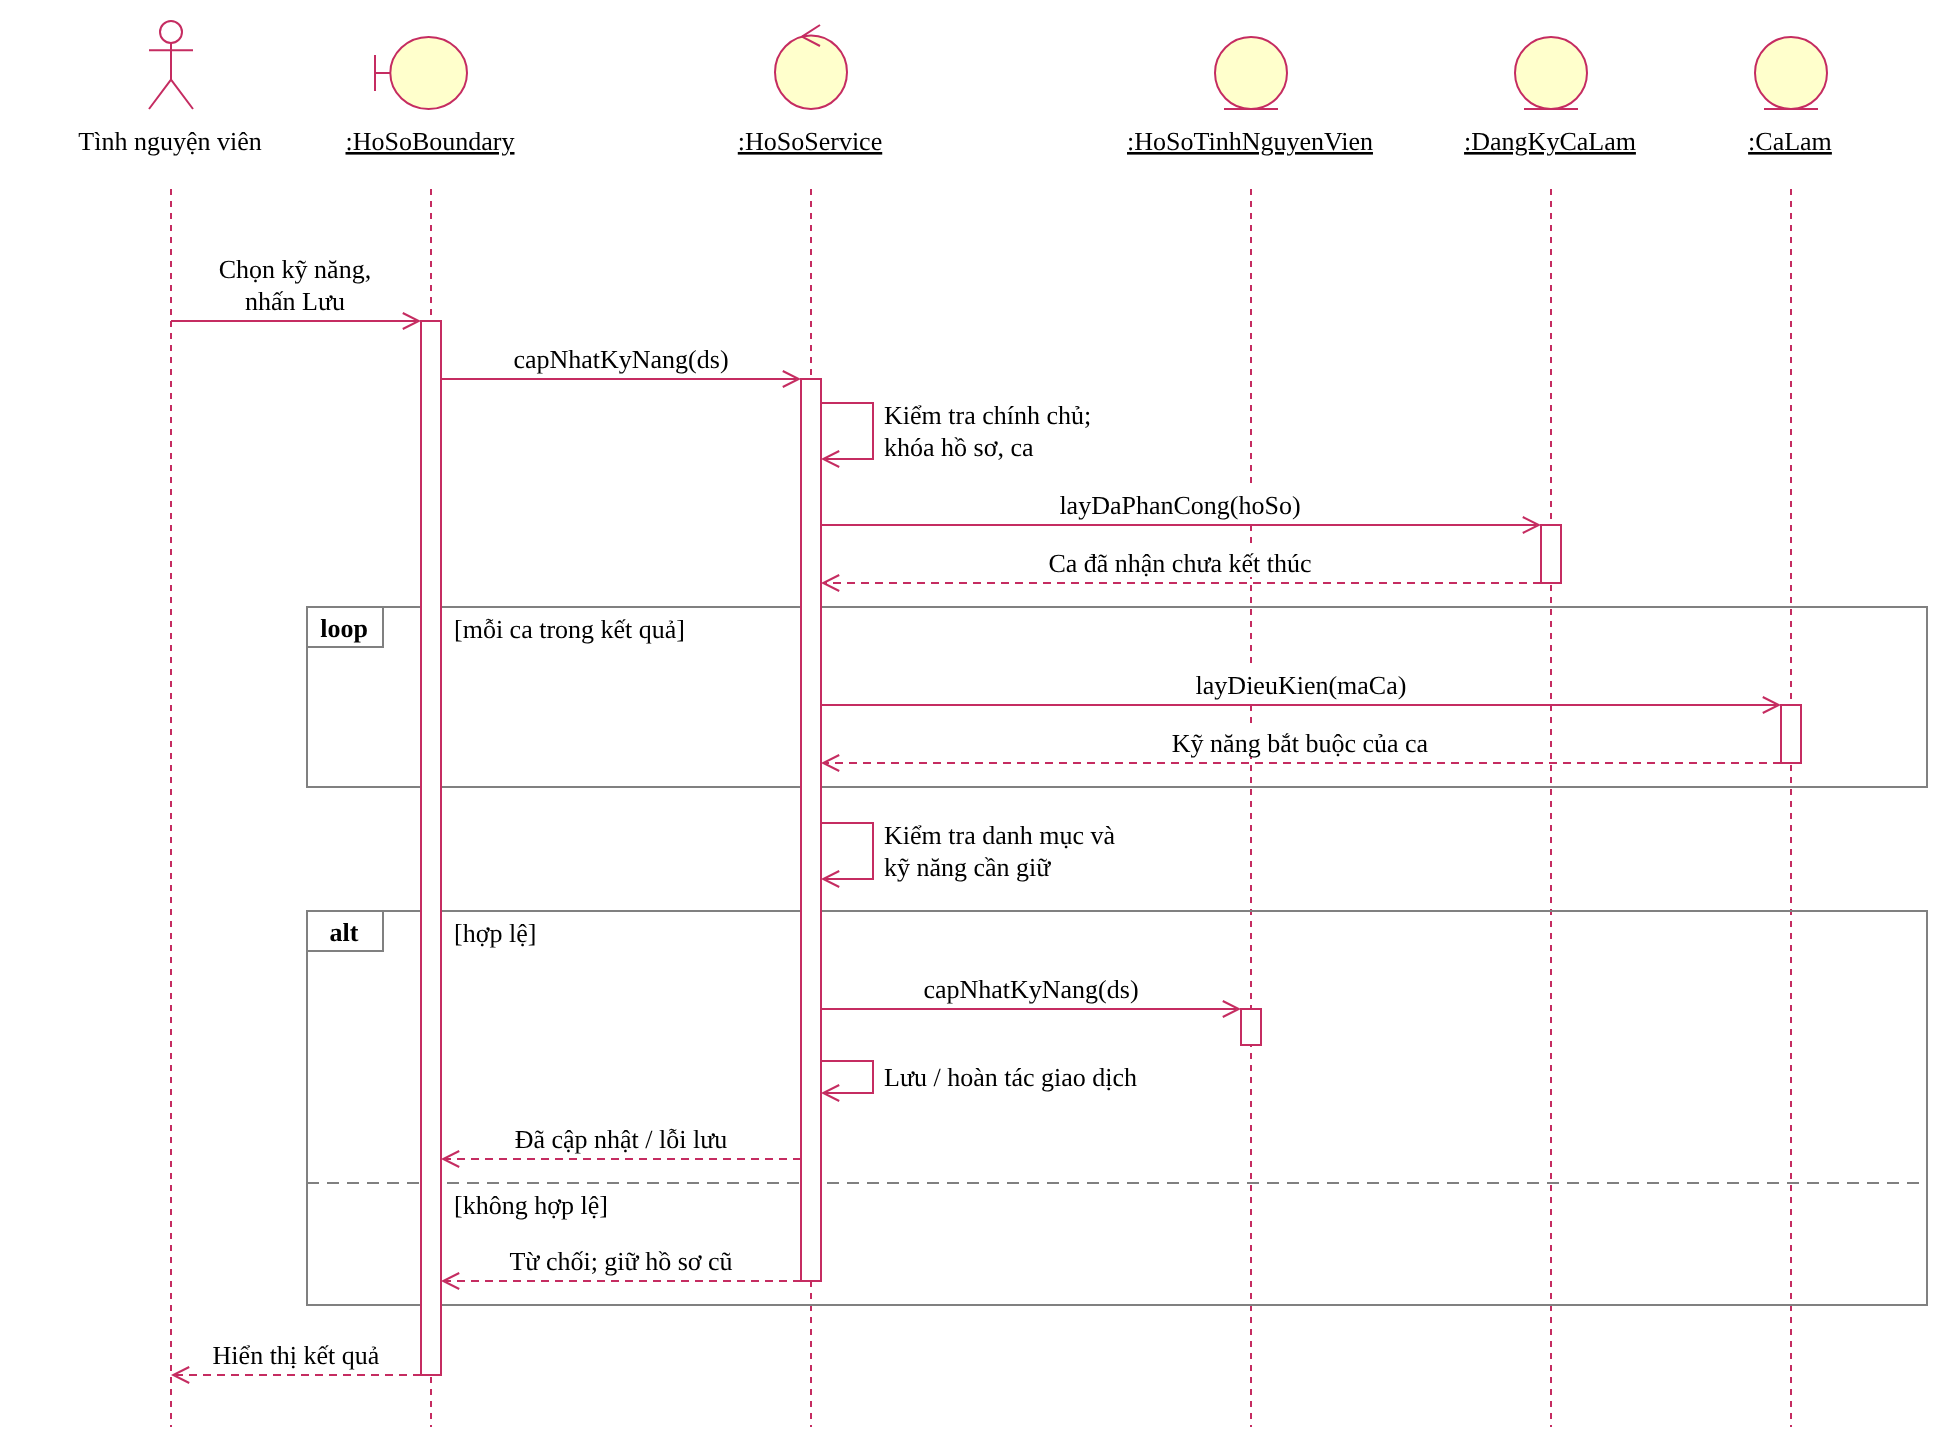 Tình nguyện viên
:HoSoBoundary
:HoSoService
:HoSoTinhNguyenVien
:DangKyCaLam
:CaLam
Chọn kỹ năng,
nhấn Lưu
capNhatKyNang(ds)
Kiểm tra chính chủ;
khóa hồ sơ, ca
layDaPhanCong(hoSo)
Ca đã nhận chưa kết thúc
loop
[mỗi ca trong kết quả]
layDieuKien(maCa)
Kỹ năng bắt buộc của ca
Kiểm tra danh mục và
kỹ năng cần giữ
alt
[hợp lệ]
capNhatKyNang(ds)
Lưu / hoàn tác giao dịch
Đã cập nhật / lỗi lưu
[không hợp lệ]
Từ chối; giữ hồ sơ cũ
Hiển thị kết quả